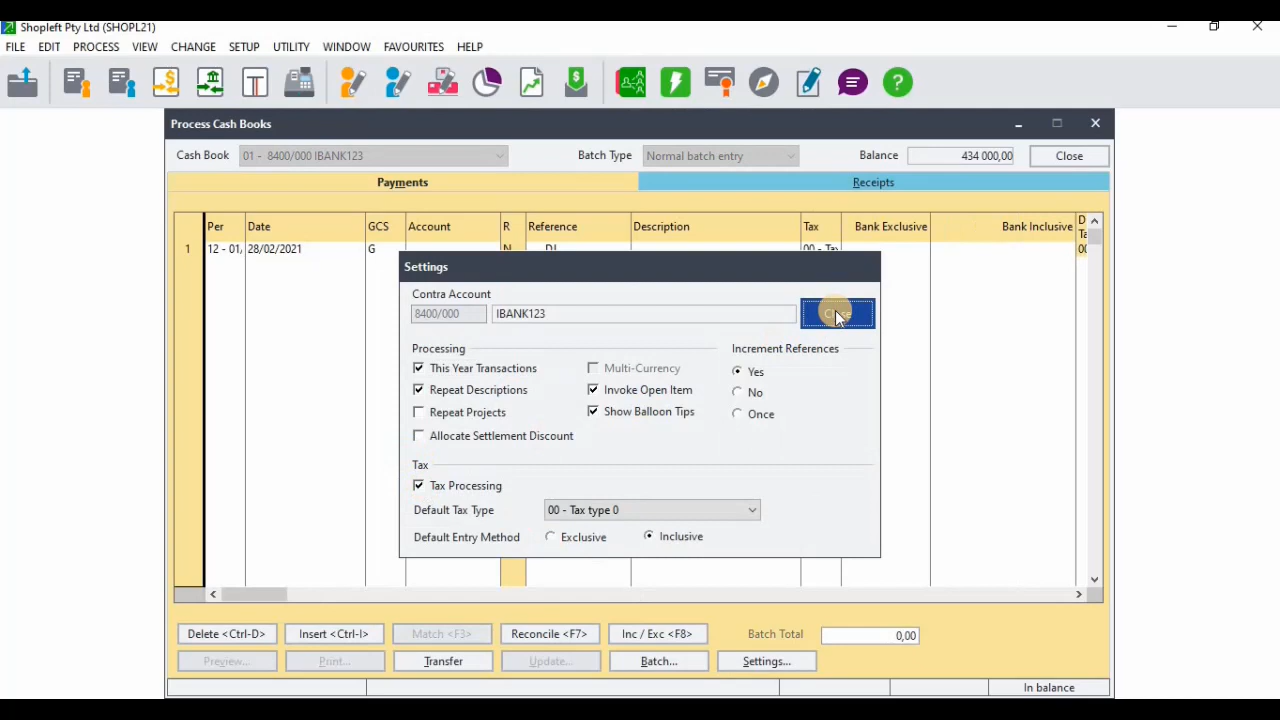 Shopleft Pty Ltd (SHOPL21)
FILE EDIT PROCESS VIEW CHANGE SETUP UTILITY WINDOW FAVOURITES HELP
Process Cash Books
Cash Book 01 - 8400/000 IBANK123 Batch Type Normal batch entry Balance 434 000,00 Close
Payments Receipts
Per Date GCS Account R Reference Description Tax Bank Exclusive Bank Inclusive
1 12 - 01, 28/02/2021 G
Settings
Contra Account
8400/000 IBANK123
Processing Increment References
This Year Transactions Multi-Currency Yes
Repeat Descriptions Invoke Open Item No
Repeat Projects Show Balloon Tips Once
Allocate Settlement Discount
Tax
Tax Processing
Default Tax Type 00 - Tax type 0
Default Entry Method Exclusive Inclusive
Delete <Ctrl-D> Insert <Ctrl-I> Match <F3> Reconcile <F7> Inc / Exc <F8> Batch Total 0,00
Preview... Print... Transfer Update... Batch... Settings...
In balance